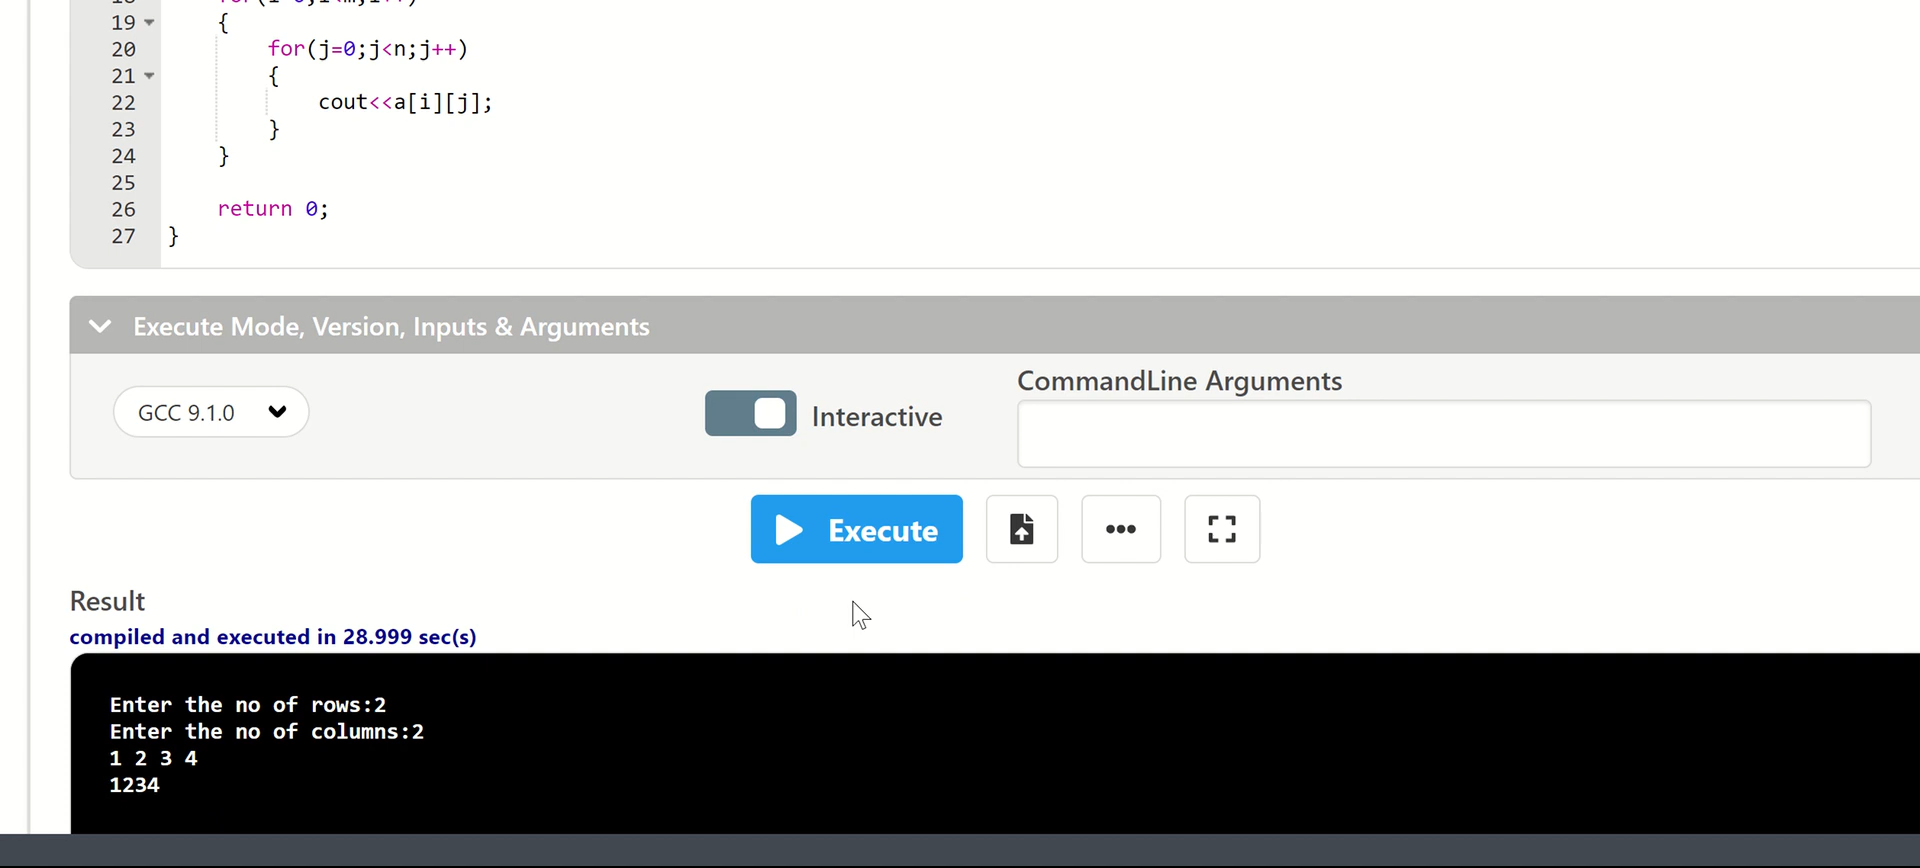 19 {
20 for(j=0;j<n;j++)
21 {
22 cout<<a[i][j];
23 }
24 }
25
26 return 0;
27 }
Execute Mode, Version, Inputs & Arguments
CommandLine Arguments
GCC 9.1.0
Interactive
Execute
Result
compiled and executed in 28.999 sec(s)
Enter the no of rows:2
Enter the no of columns:2
1 2 3 4
1234